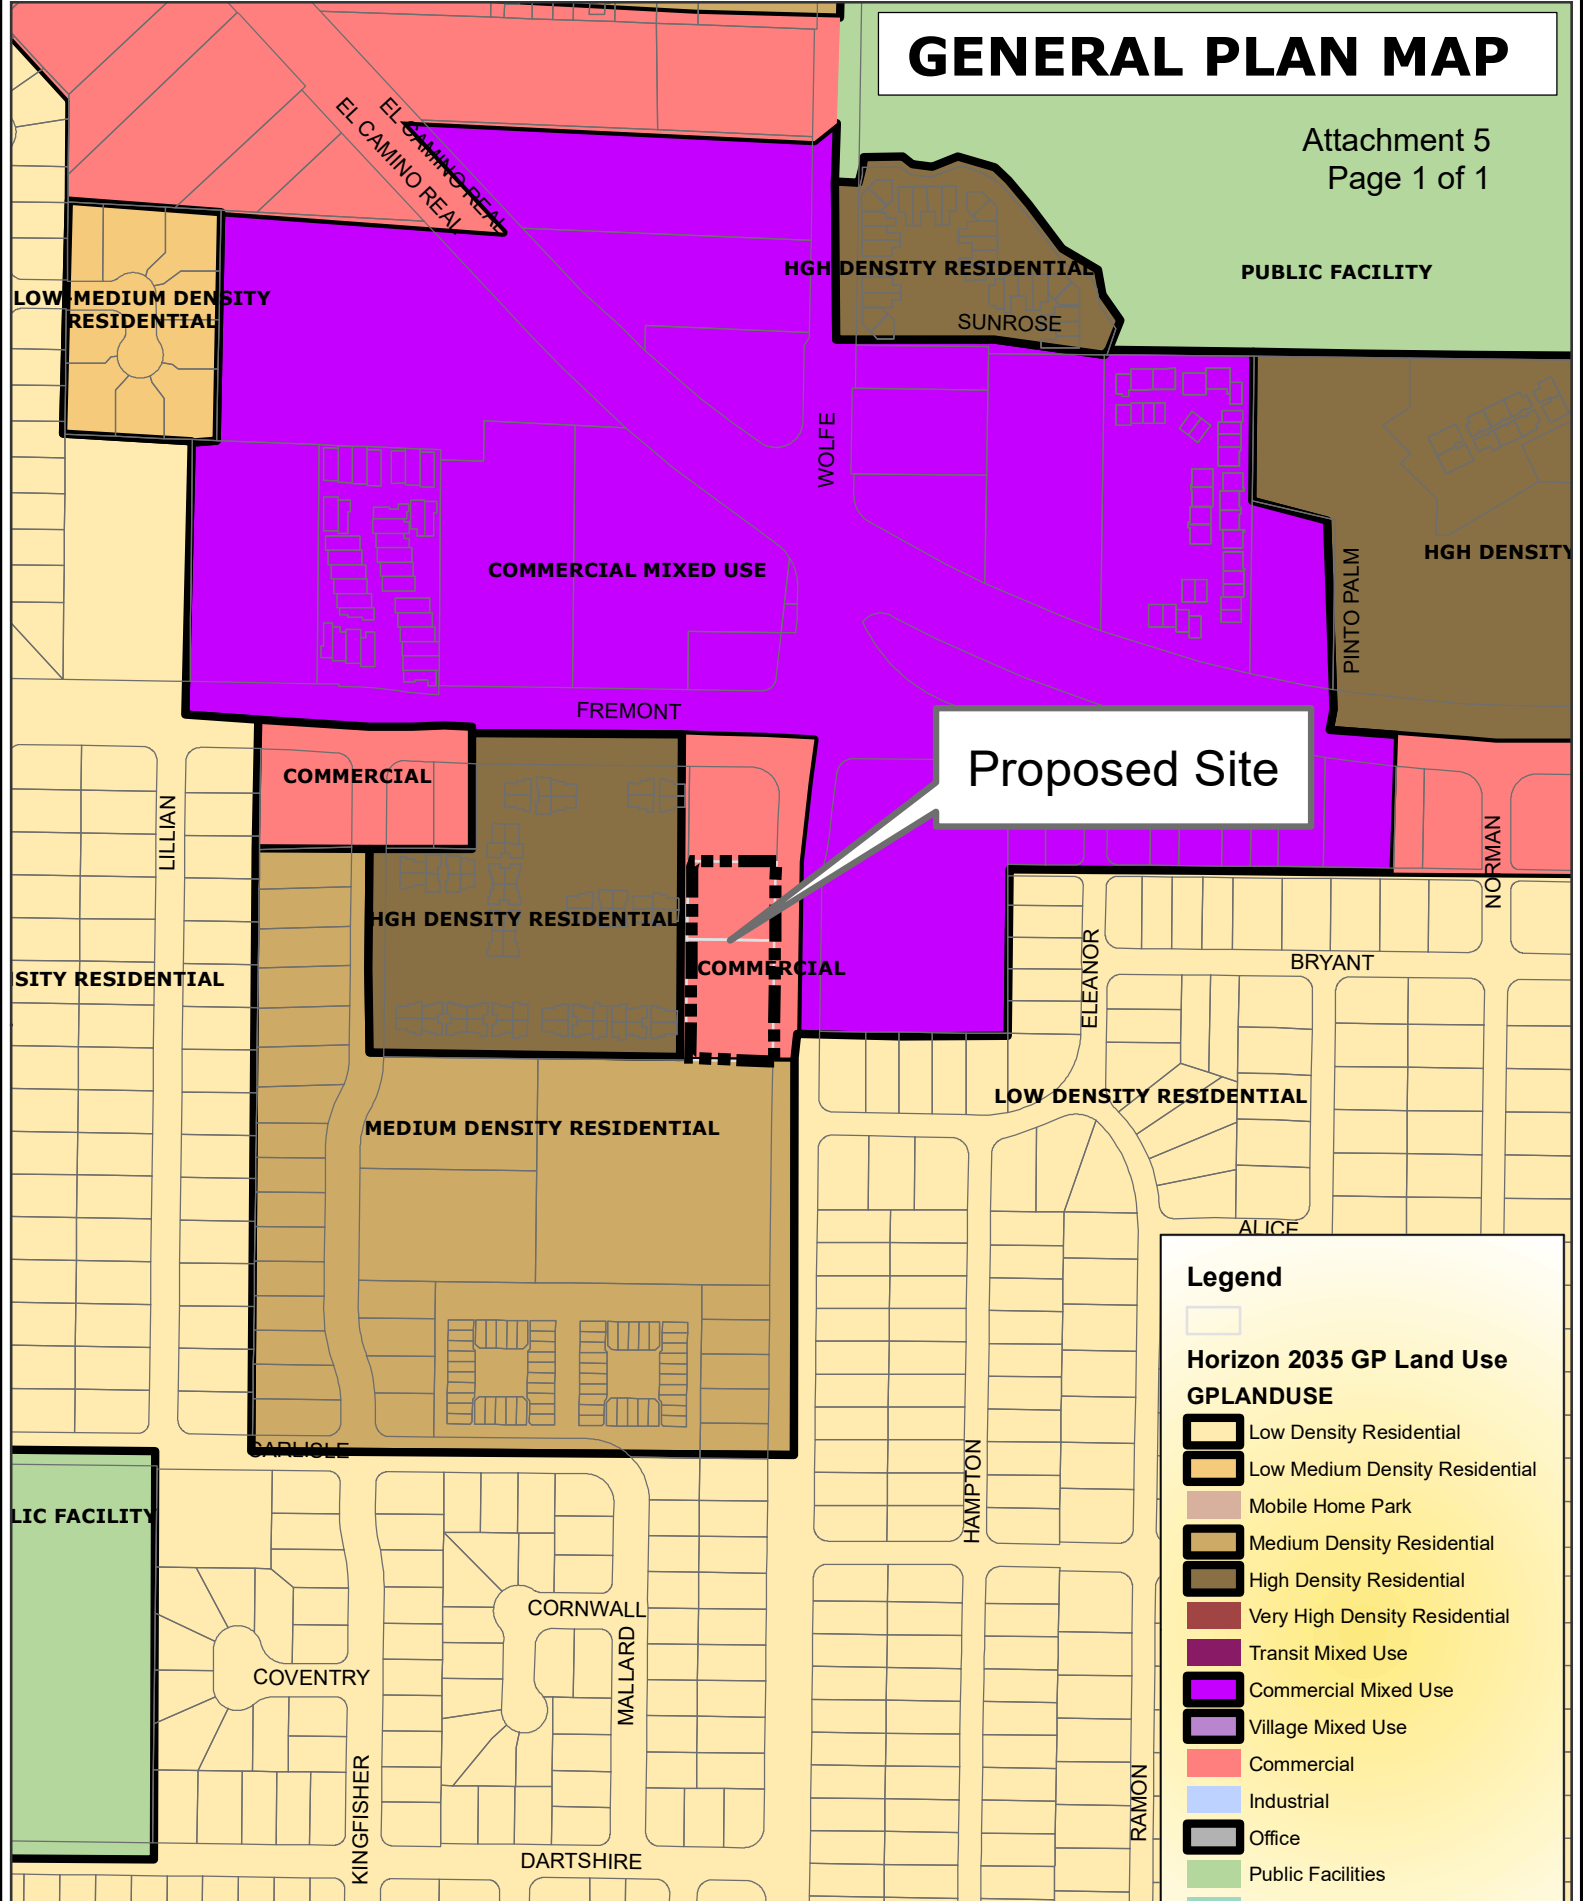 GENERAL PLAN MAP
Attachment 5
Page 1 of 1
EL CAMINO REAL
EL CAMINO REAL
HGH DENSITY RESIDENTIAL
PUBLIC FACILITY
LOW-MEDIUM DENSITY
RESIDENTIAL
SUNROSE
WOLFE
HGH DENSITY
COMMERCIAL MIXED USE
PINTO PALM
FREMONT
Proposed Site
COMMERCIAL
LILLIAN
NORMAN
HGH DENSITY RESIDENTIAL
ELEANOR
BRYANT
COMMERCIAL
SITY RESIDENTIAL
LOW DENSITY RESIDENTIAL
MEDIUM DENSITY RESIDENTIAL
ALICE
CARLISLE
HAMPTON
LIC FACILITY
CORNWALL
MALLARD
COVENTRY
KINGFISHER
RAMON
DARTSHIRE
Legend
Horizon 2035 GP Land Use
GPLANDUSE
Low Density Residential
Low Medium Density Residential
Mobile Home Park
Medium Density Residential
High Density Residential
Very High Density Residential
Transit Mixed Use
Commercial Mixed Use
Village Mixed Use
Commercial
Industrial
Office
Public Facilities